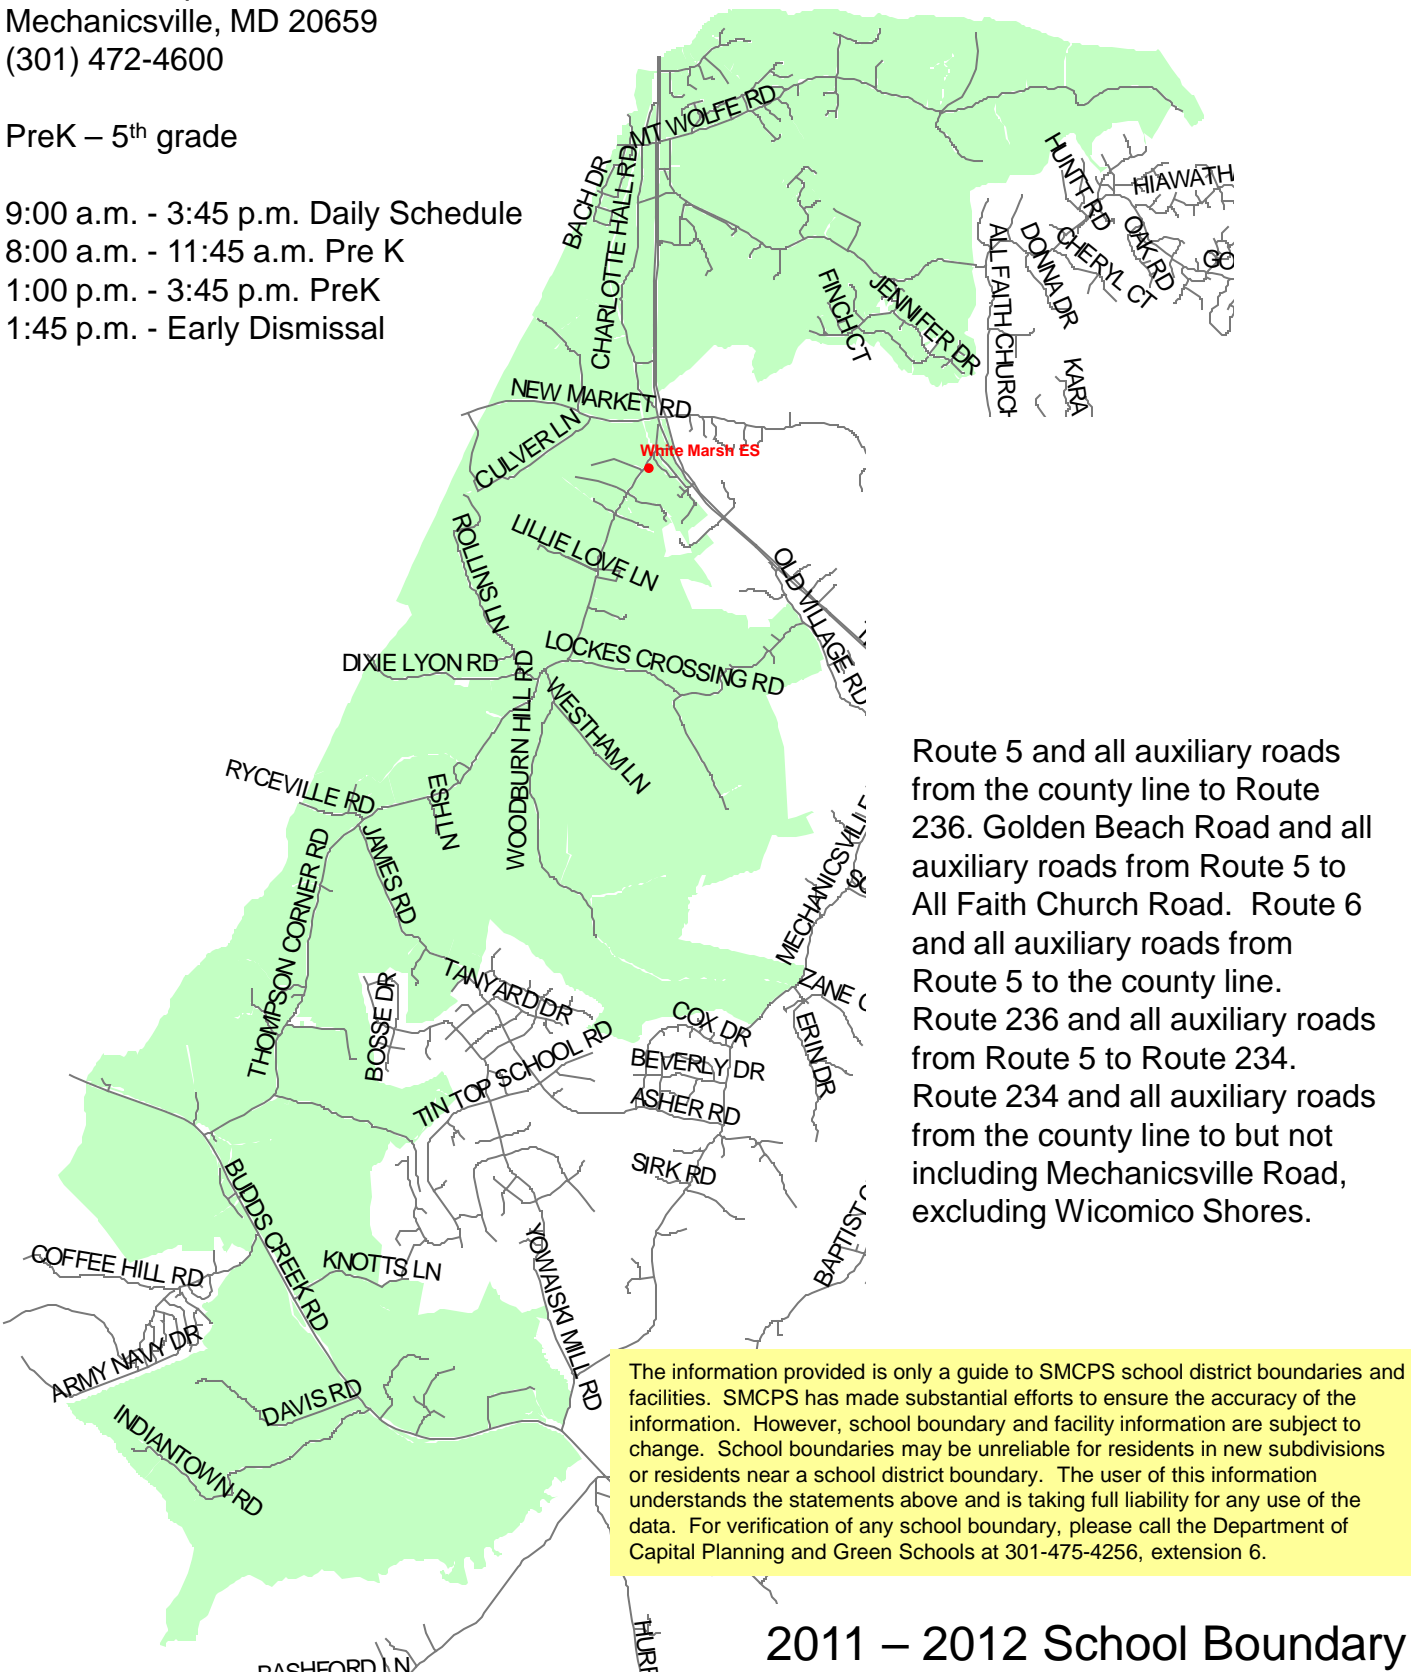 Mechanicsville, MD 20659
(301) 472-4600
PreK – 5th grade
9:00 a.m. - 3:45 p.m. Daily Schedule
8:00 a.m. - 11:45 a.m. Pre K
1:00 p.m. - 3:45 p.m. PreK
1:45 p.m. - Early Dismissal
MT WOLFE RD
BACH DR
CHARLOTTE HALL RD
HUNTT RD
HIAWATH
OAK RD
GO
CHERYL CT
DONNA DR
ALL FAITH CHURCH
KARA
FINCH CT
JENNIFER DR
NEW MARKET RD
CULVER LN
White Marsh ES
ROLLINS LN
LILLIE LOVE LN
OLD VILLAGE RD
DIXIE LYON RD
LOCKES CROSSING RD
WOODBURN HILL RD
WESTHAM LN
RYCEVILLE RD
ESH LN
JAMES RD
THOMPSON CORNER RD
MECHANICSVILLE
TANYARD DR
BOSSE DR
ZANE C
COX DR
ERIN DR
BEVERLY DR
TIN TOP SCHOOL RD
ASHER RD
SIRK RD
BUDDS CREEK RD
BAPTIST C
COFFEE HILL RD
KNOTTS LN
YOWAISKI MILL RD
ARMY NAVY DR
DAVIS RD
INDIANTOWN RD
BASHFORD LN
HURR
Route 5 and all auxiliary roads
from the county line to Route
236. Golden Beach Road and all
auxiliary roads from Route 5 to
All Faith Church Road.  Route 6
and all auxiliary roads from
Route 5 to the county line.
Route 236 and all auxiliary roads
from Route 5 to Route 234.
Route 234 and all auxiliary roads
from the county line to but not
including Mechanicsville Road,
excluding Wicomico Shores.
The information provided is only a guide to SMCPS school district boundaries and
facilities.  SMCPS has made substantial efforts to ensure the accuracy of the
information.  However, school boundary and facility information are subject to
change.  School boundaries may be unreliable for residents in new subdivisions
or residents near a school district boundary.  The user of this information
understands the statements above and is taking full liability for any use of the
data.  For verification of any school boundary, please call the Department of
Capital Planning and Green Schools at 301-475-4256, extension 6.
2011 – 2012 School Boundary